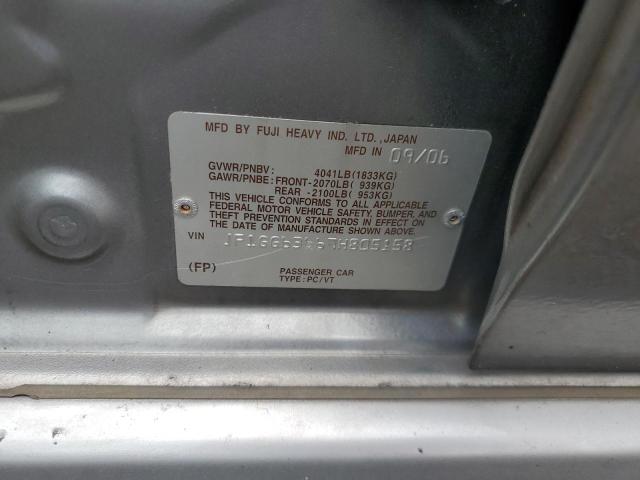 MFD BY FUJI HEAVY IND. LTD.,JAPAN
MFD IN 09/06
GVWR/PNBV: 4041LB(1833KG)
GAWR/PNBE:FRONT-2070LB( 939KG)
REAR -2100LB( 953KG)
THIS VEHICLE CONFORMS TO ALL APPLICABLE
FEDERAL MOTOR VEHICLE SAFETY, BUMPER, AND
THEFT PREVENTION STANDARDS IN EFFECT ON
THE DATE OF MANUFACTURE SHOWN ABOVE.
VIN
(FP)
PASSENGER CAR
TYPE:PC/VT